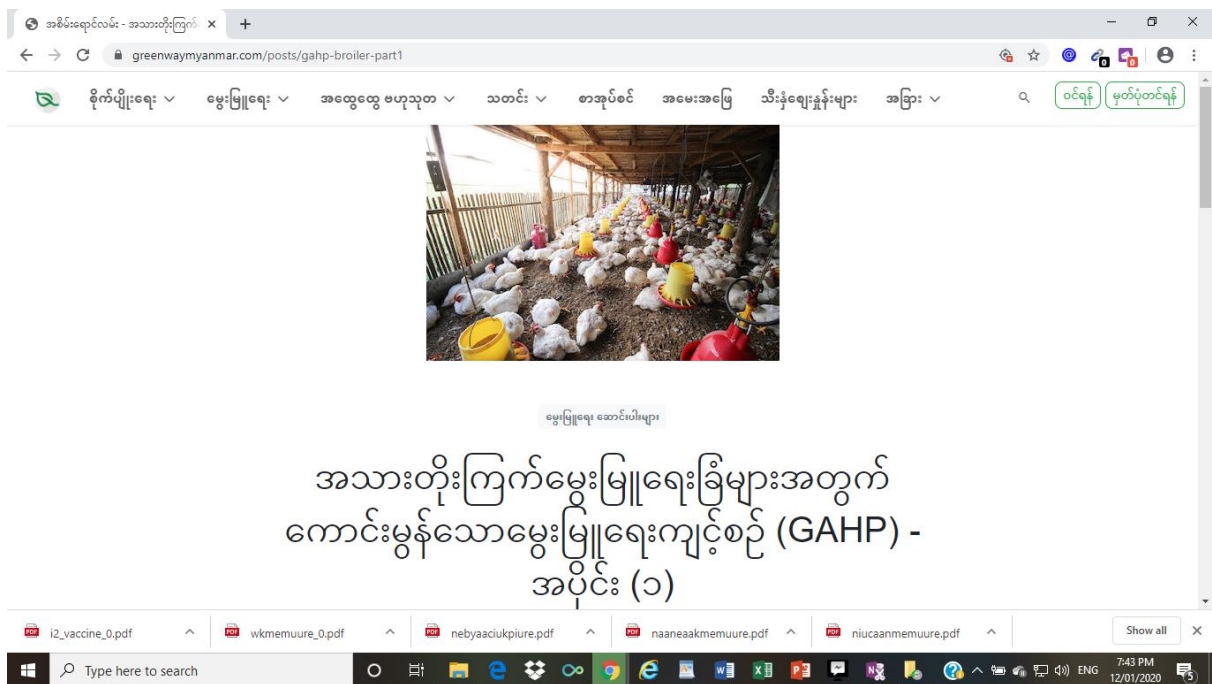 အစိမ်းရောင်လမ်း - အသားတိုးကြက်
greenwaymyanmar.com/posts/gahp-broiler-part1
စိုက်ပျိုးရေး မွေးမြူရေး အထွေထွေ ဗဟုသုတ သတင်း စာအုပ်စင် အမေးအဖြေ သီးနှံဈေးနှုန်းများ အခြား ဝင်ရန် မှတ်ပုံတင်ရန်
မွေးမြူရေး ဆောင်းပါးများ
အသားတိုးကြက်မွေးမြူရေးခြံများအတွက်
ကောင်းမွန်သောမွေးမြူရေးကျင့်စဉ် (GAHP) -
အပိုင်း (၁)
i2_vaccine_0.pdf wkmemuure_0.pdf nebyaaciukpiure.pdf naaneaakmemuure.pdf niucaanmemuure.pdf Show all
Type here to search ENG 7:43 PM
12/01/2020